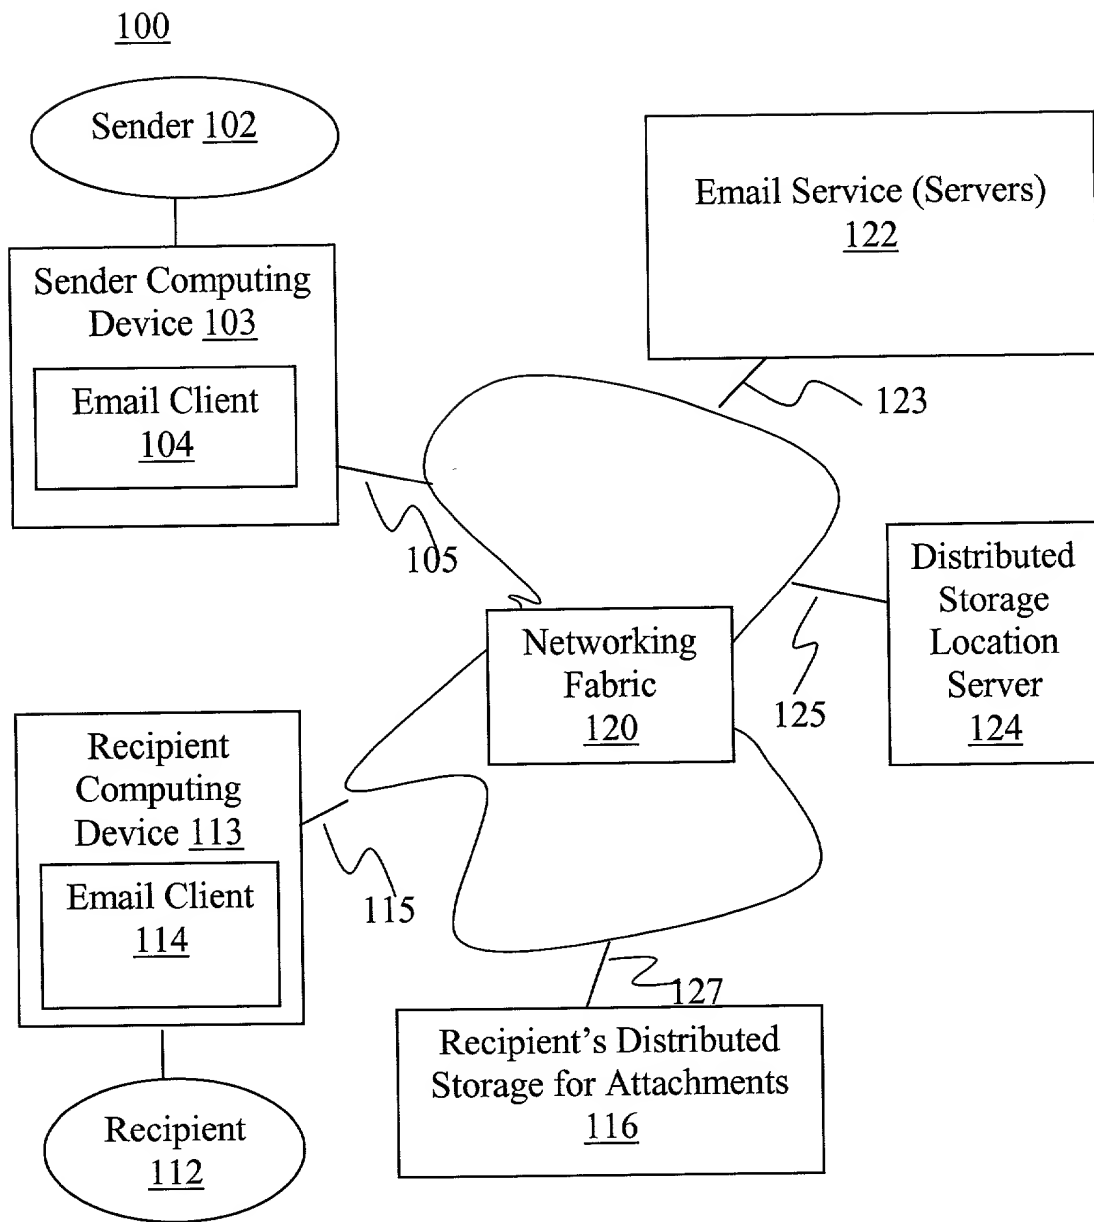 100
Sender 102
Email Service (Servers)
122
Sender Computing
Device 103
Email Client
104
123
105
Distributed
Storage
Location
Server
124
Networking
Fabric
120
125
Recipient
Computing
Device 113
Email Client
114
115
127
Recipient's Distributed
Storage for Attachments
116
Recipient
112